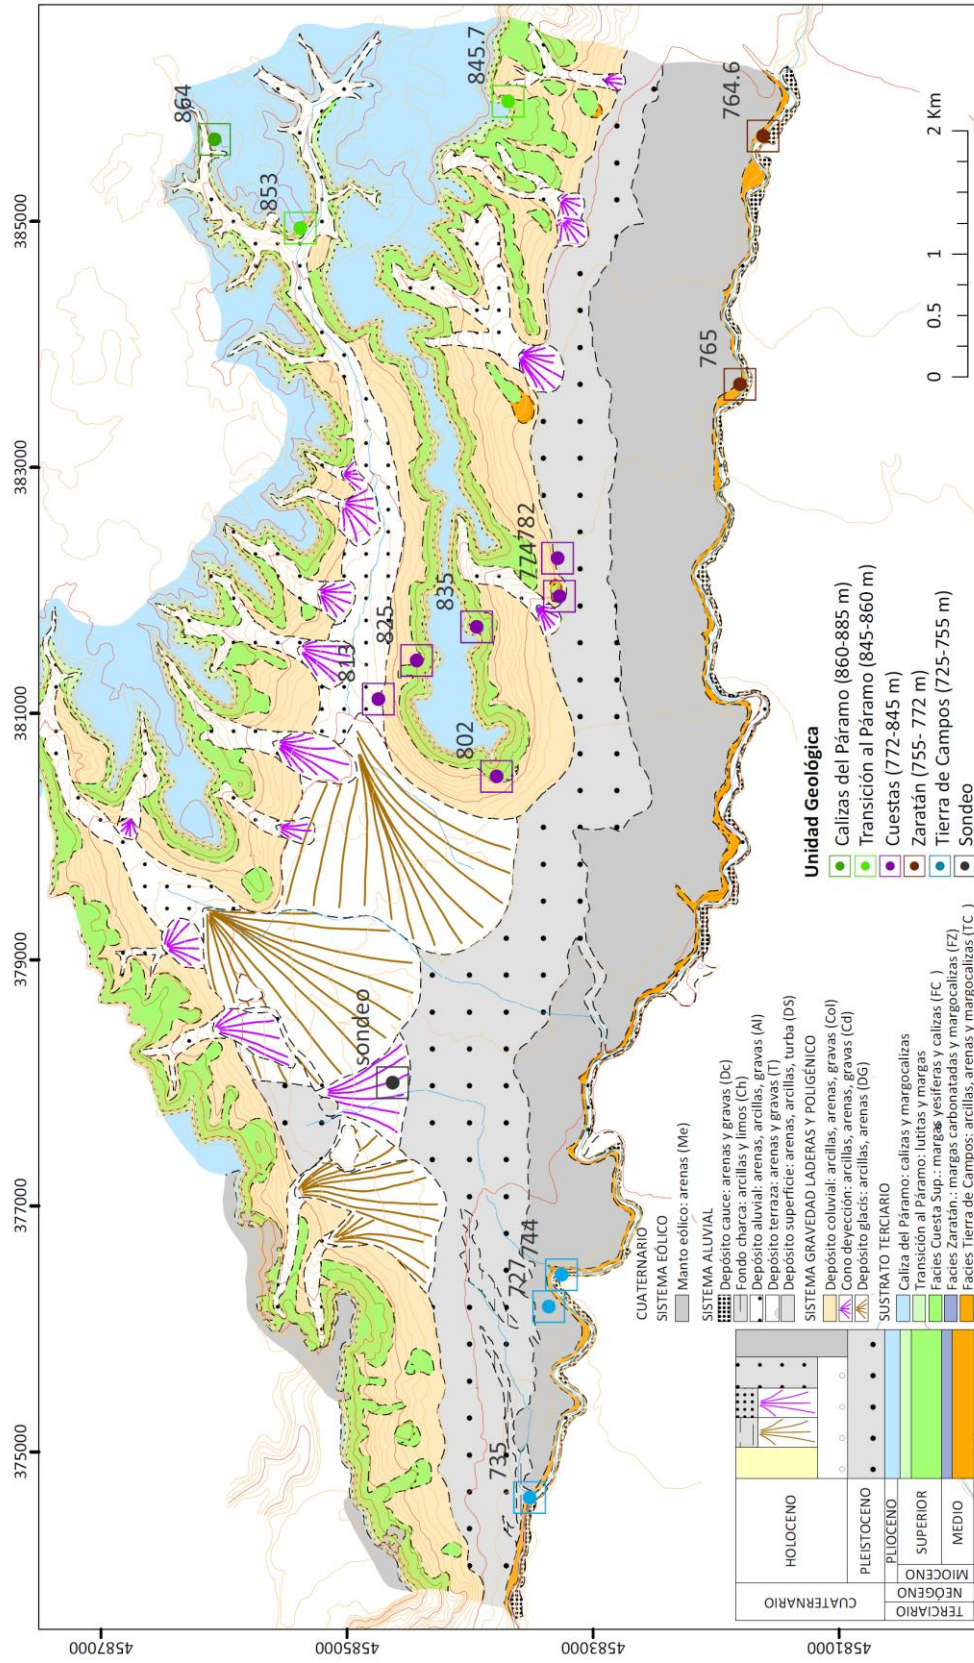 4587000
4585000
4583000
4581000
375000
377000
379000
381000
383000
385000
735
727
744
sondeo
802
813
825
835
774
782
853
864
845.7
765
764.6
0
0.5
1
2 Km
Unidad Geológica
Calizas del Páramo (860-885 m)
Transición al Páramo (845-860 m)
Cuestas (772-845 m)
Zaratán (755- 772 m)
Tierra de Campos (725-755 m)
Sondeo
CUATERNARIO
SISTEMA EÓLICO
Manto eólico: arenas (Me)
SISTEMA ALUVIAL
Depósito cauce: arenas y gravas (Dc)
Fondo charca: arcillas y limos (Ch)
Depósito aluvial: arenas, arcillas, gravas (Al)
Depósito terraza: arenas y gravas (T)
Depósito superficie: arenas, arcillas, turba (DS)
SISTEMA GRAVEDAD LADERAS Y POLIGÉNICO
Depósito coluvial: arcillas, arenas, gravas (Col)
Cono deyección: arcillas, arenas, gravas (Cd)
Depósito glacís: arcillas, arenas (DG)
SUSTRATO TERCIARIO
Caliza del Páramo: calizas y margocalizas
Transición al Páramo: lutitas y margas
Facies Cuesta Sup.: margas yesíferas y calizas (FC )
Faciez Zaratán.: margas carbonatadas y margocalizas (FZ)
Facies Tierra de Campos: arcillas, arenas y margocalizas (TC )
HOLOCENO
PLEISTOCENO
PLIOCENO
SUPERIOR
MEDIO
MIOCENO
CUATERNARIO
NEÓGENO
TERCIARIO